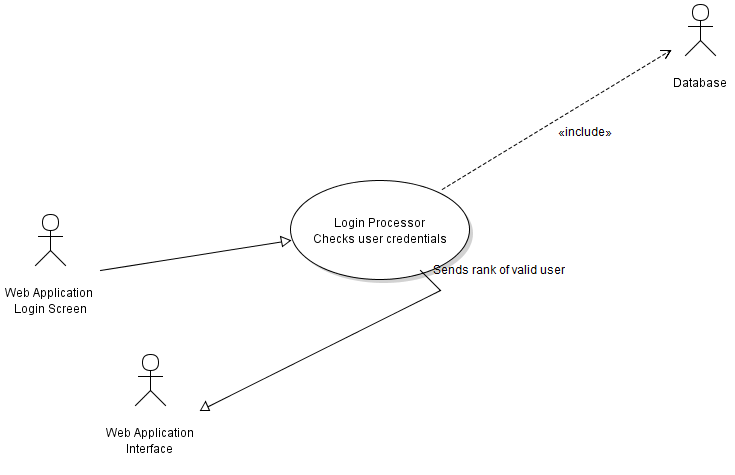 Database
«include»
Login Processor
Checks user credentials
Sends rank of valid user
Web Application
Login Screen
Web Application
Interface